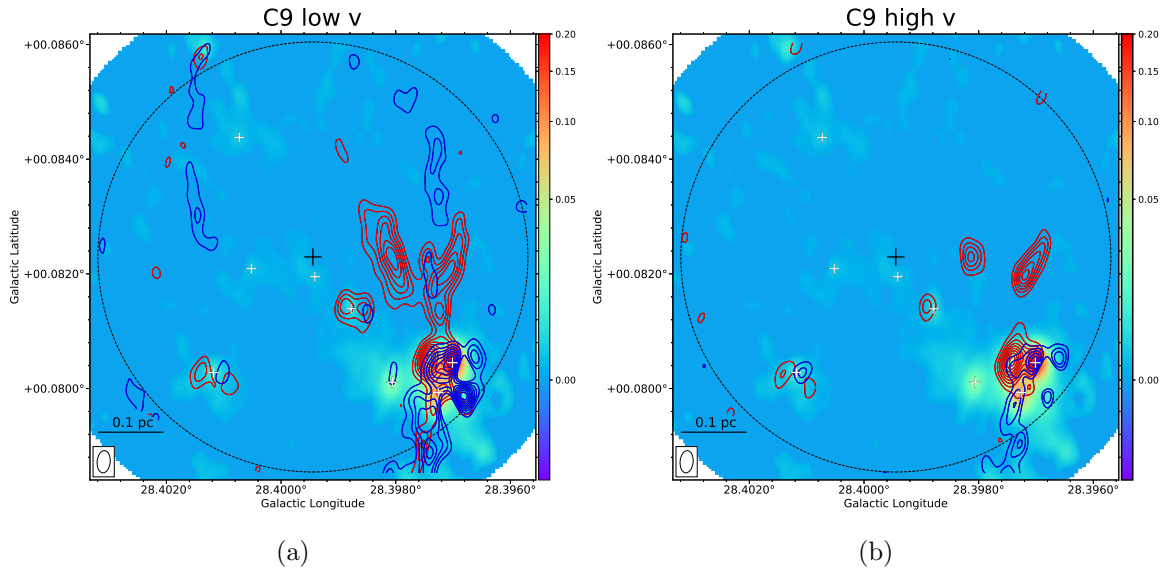 C9 low v
C9 high v
+00.0860°
+00.0840°
+00.0820°
+00.0800°
Galactic Latitude
0.1 pc
28.4020°
28.4000°
28.3980°
28.3960°
Galactic Longitude
0.20
0.15
0.10
0.05
0.00
+00.0860°
+00.0840°
+00.0820°
+00.0800°
Galactic Latitude
0.1 pc
28.4020°
28.4000°
28.3980°
28.3960°
Galactic Longitude
0.20
0.15
0.10
0.05
0.00
(a)
(b)